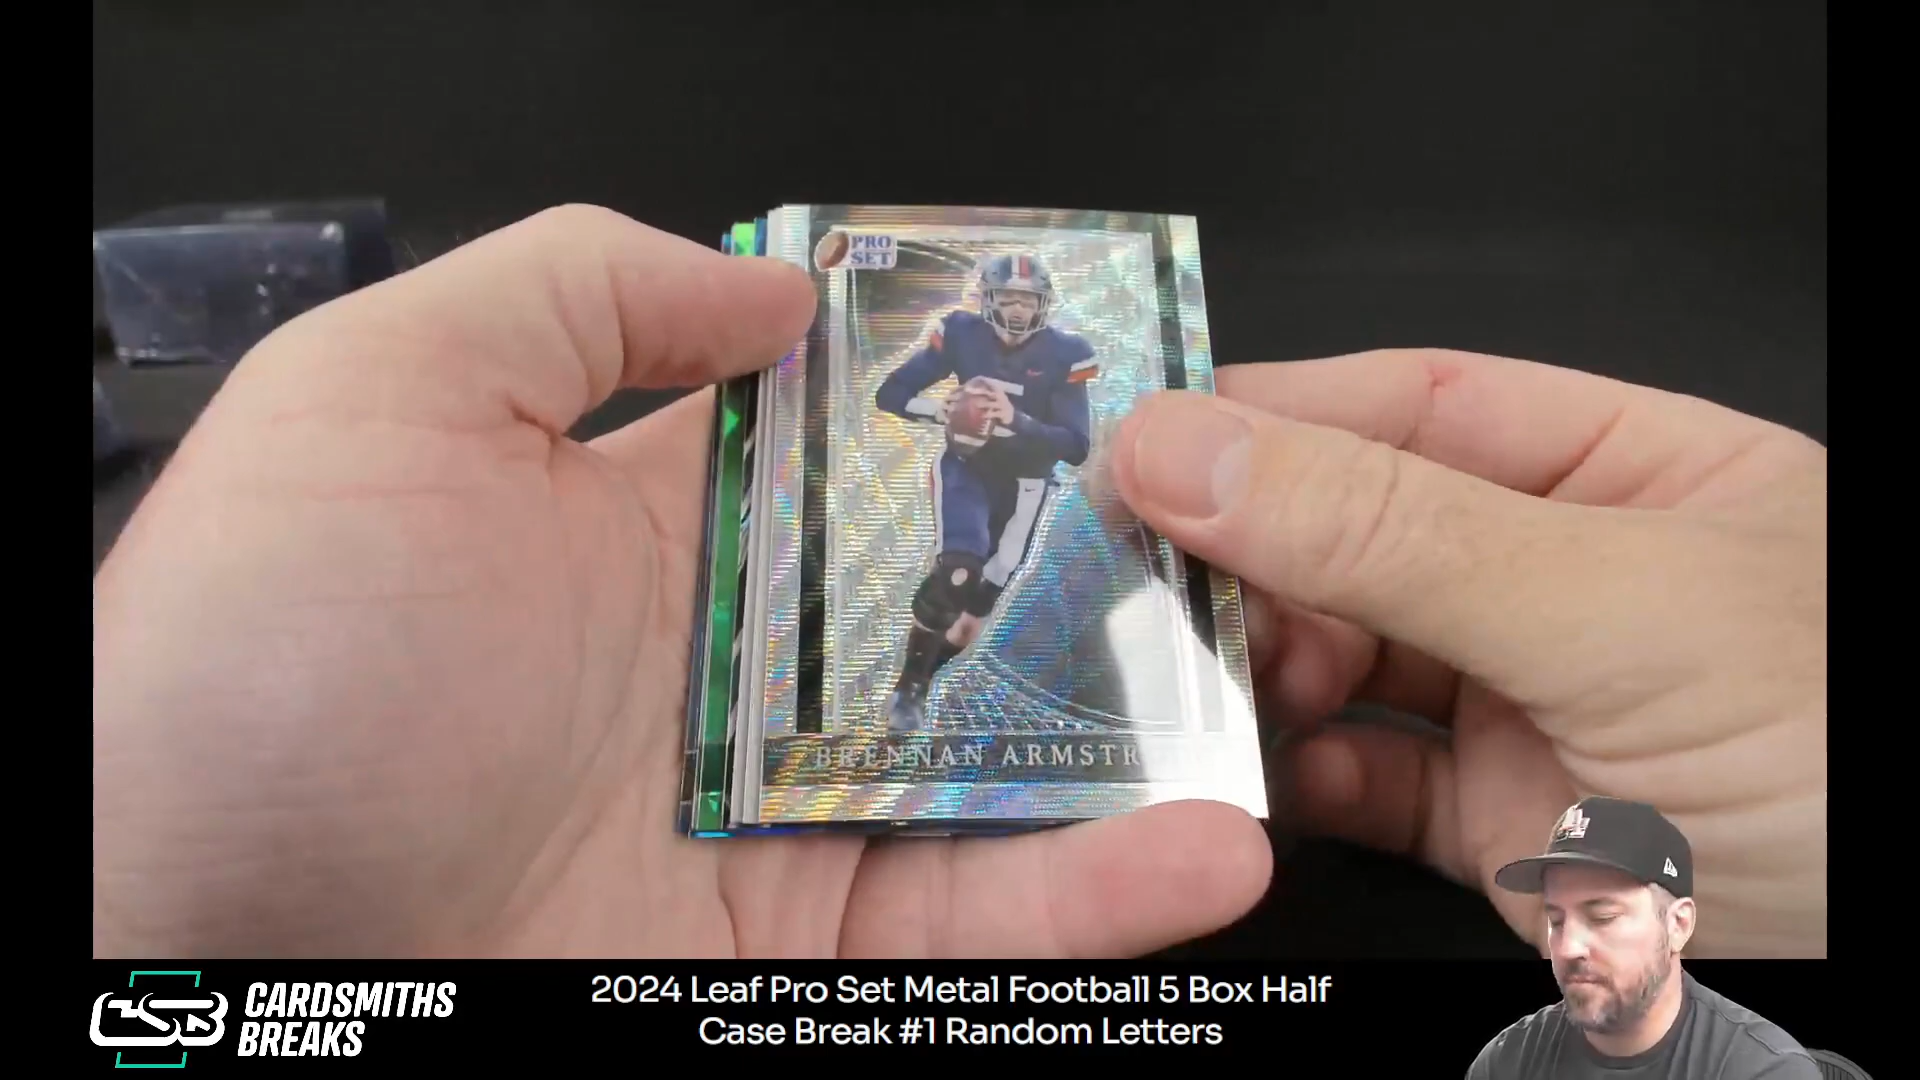 PRO
SET
BRENNAN
CARDSMITHS
BREAKS
2024 Leaf Pro Set Metal Football 5 Box Half
Case Break #1 Random Letters